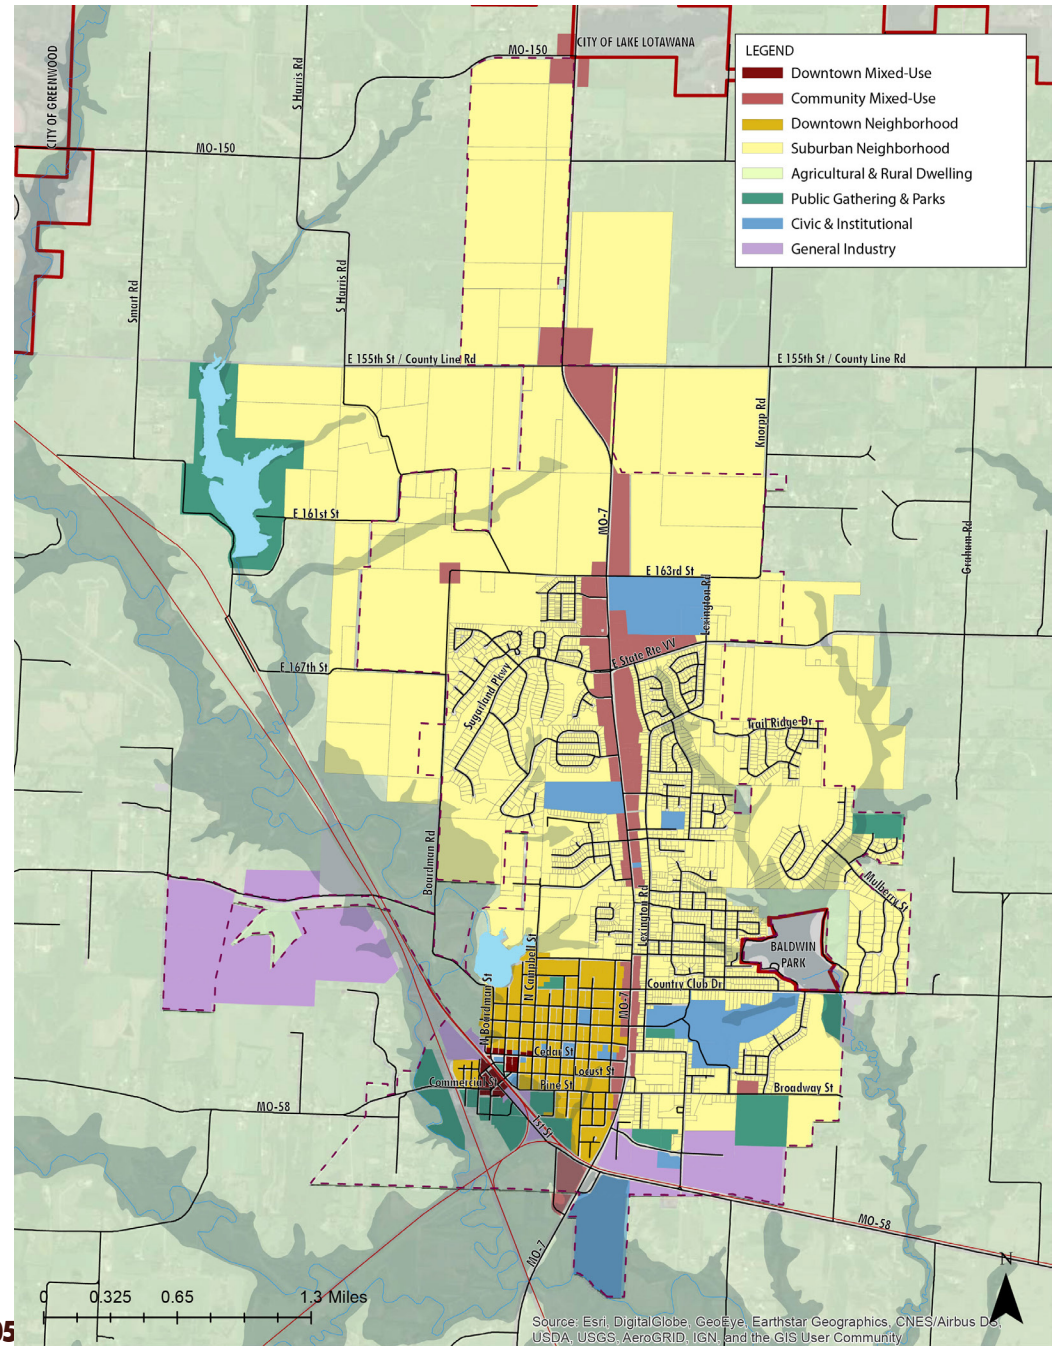 CITY OF GREENWOOD
S Harris Rd
MO-150
CITY OF LAKE LOTAWANA
LEGEND
Downtown Mixed-Use
Community Mixed-Use
Downtown Neighborhood
Suburban Neighborhood
Agricultural & Rural Dwelling
Public Gathering & Parks
Civic & Institutional
General Industry
MO-150
Smart Rd
S Harris Rd
E 155th St / County Line Rd
E 155th St / County Line Rd
Knorpp Rd
E 161st St
MO-7
Graham Rd
E 163rd St
Lexington Rd
E State Rte VV
E 167th St
Sugarland Pkwy
Trail Ridge Dr
Boardman Rd
Mulberry St
Lexington Rd
BALDWIN
PARK
N Campbell St
N Boardman St
Country Club Dr
MO-7
Cedar St
Locust St
Commercial St
Pine St
Broadway St
MO-58
1st St
MO-58
MO-7
N
0 0.325 0.65 1.3 Miles
05
Source: Esri, DigitalGlobe, GeoEye, Earthstar Geographics, CNES/Airbus DS,
USDA, USGS, AeroGRID, IGN, and the GIS User Community